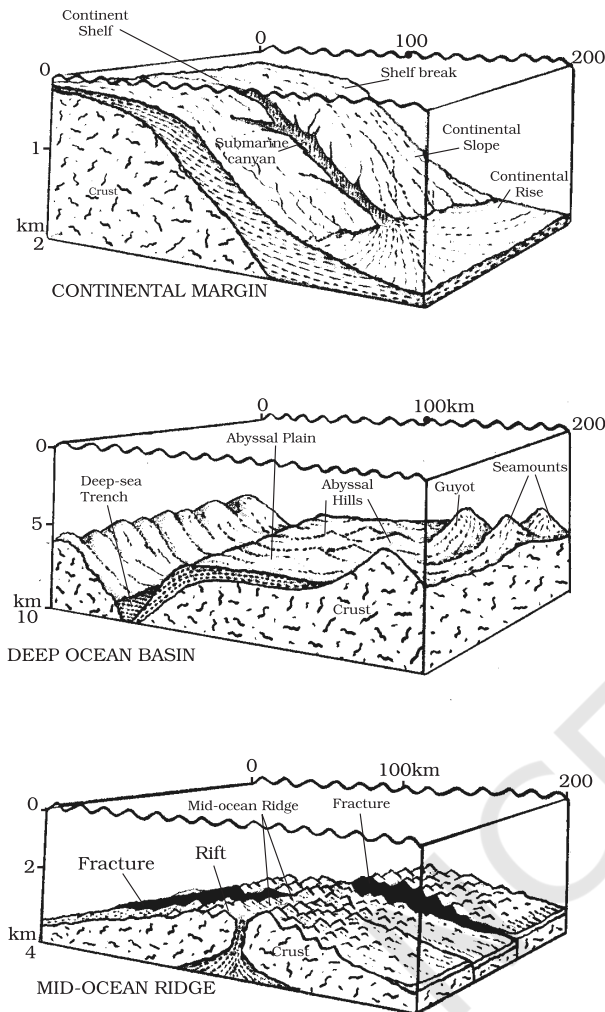 Continent
Shelf
0
100
200
0
Shelf break
Continental
Slope
Submarine
canyan
1
Continental
Rise
Crust
km
2
CONTINENTAL MARGIN
0
100km
200
0
Abyssal Plain
Deep-sea
Trench
Abyssal
Hills
Guyot
Seamounts
5
km
10
Crust
DEEP OCEAN BASIN
0
100km
200
0
Mid-ocean Ridge
Fracture
2
Fracture
Rift
km
4
Crust
MID-OCEAN RIDGE